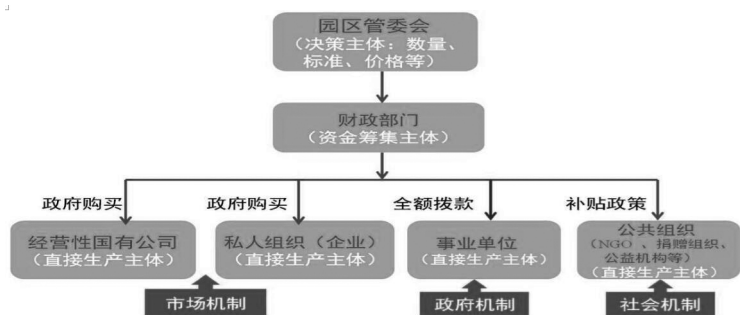 园区管委会
（决策主体：数量、
标准、价格等）
财政部门
（资金筹集主体）
政府购买
政府购买
全额拨款
补贴政策
经营性国有公司
（直接生产主体）
私人组织（企业）
（直接生产主体）
事业单位
（直接生产主体）
公共组织
（NGO 、捐赠组织、
公益机构等）
（直接生产主体）
市场机制
政府机制
社会机制